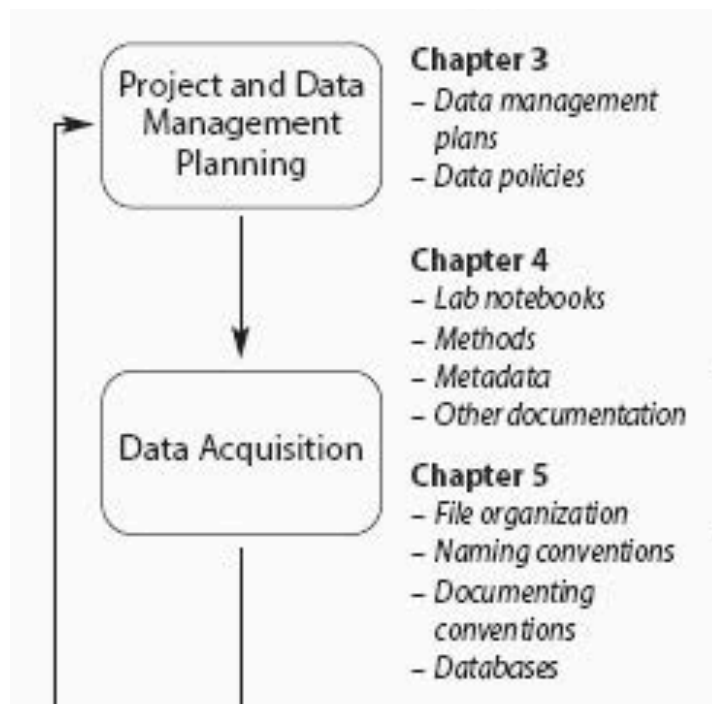 Project and Data
Management
Planning
Chapter 3
– Data management
plans
– Data policies
Chapter 4
– Lab notebooks
– Methods
– Metadata
– Other documentation
Data Acquisition
Chapter 5
– File organization
– Naming conventions
– Documenting
conventions
– Databases